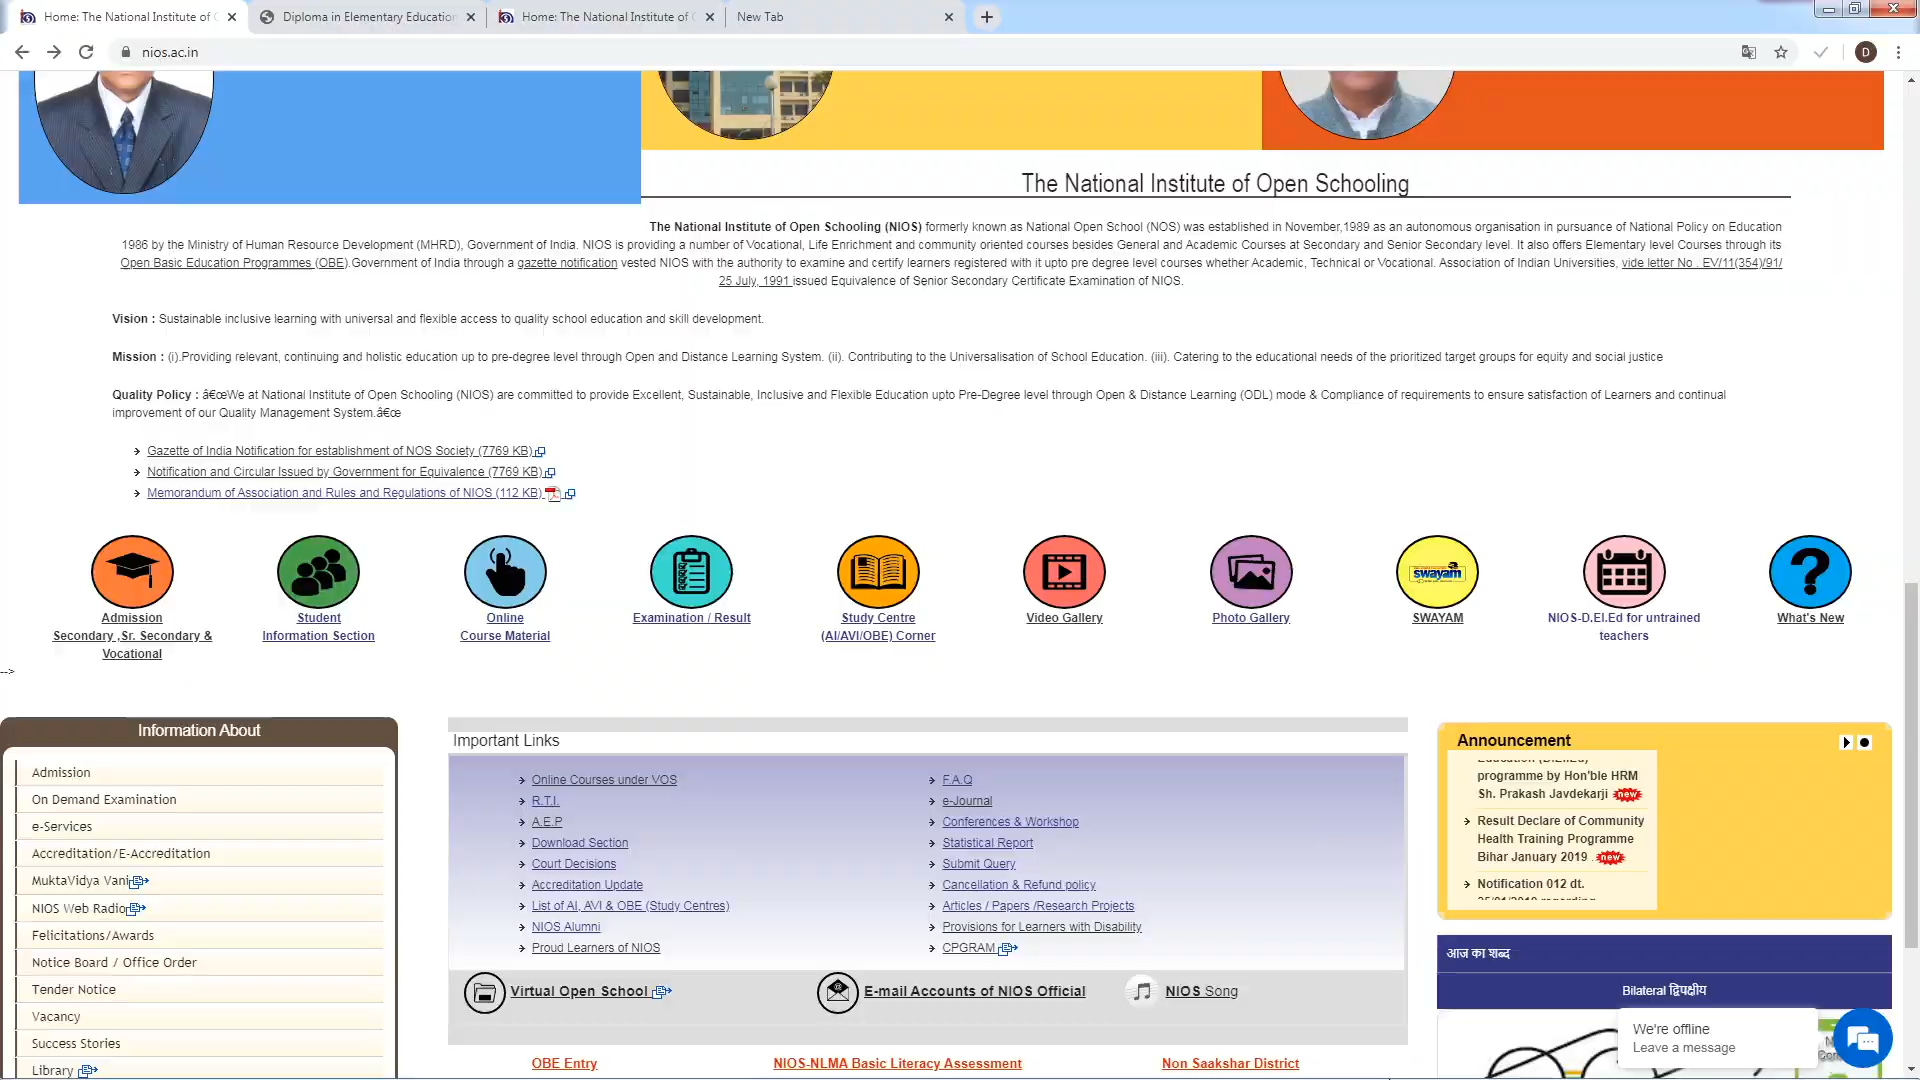 Home: The National Institute of O
Diploma in Elementary Education
Home: The National Institute of O
New Tab
nios.ac.in
D
The National Institute of Open Schooling
The National Institute of Open Schooling (NIOS) formerly known as National Open School (NOS) was established in November,1989 as an autonomous organisation in pursuance of National Policy on Education
1986 by the Ministry of Human Resource Development (MHRD), Government of India. NIOS is providing a number of Vocational, Life Enrichment and community oriented courses besides General and Academic Courses at Secondary and Senior Secondary level. It also offers Elementary level Courses through its
Open Basic Education Programmes (OBE).Government of India through a gazette notification vested NIOS with the authority to examine and certify learners registered with it upto pre degree level courses whether Academic, Technical or Vocational. Association of Indian Universities, vide letter No . EV/11(354)/91/
25 July, 1991 issued Equivalence of Senior Secondary Certificate Examination of NIOS.
Vision : Sustainable inclusive learning with universal and flexible access to quality school education and skill development.
Mission : (i).Providing relevant, continuing and holistic education up to pre-degree level through Open and Distance Learning System. (ii). Contributing to the Universalisation of School Education. (iii). Catering to the educational needs of the prioritized target groups for equity and social justice
Quality Policy : â€œWe at National Institute of Open Schooling (NIOS) are committed to provide Excellent, Sustainable, Inclusive and Flexible Education upto Pre-Degree level through Open & Distance Learning (ODL) mode & Compliance of requirements to ensure satisfaction of Learners and continual
improvement of our Quality Management System.â€œ
Gazette of India Notification for establishment of NOS Society (7769 KB)
Notification and Circular Issued by Government for Equivalence (7769 KB)
Memorandum of Association and Rules and Regulations of NIOS (112 KB)
swayam
Admission
Secondary ,Sr. Secondary &
Vocational
Student
Information Section
Online
Course Material
Examination / Result
Study Centre
(AI/AVI/OBE) Corner
Video Gallery
Photo Gallery
SWAYAM
NIOS-D.El.Ed for untrained
teachers
What's New
-->
Information About
Admission
On Demand Examination
e-Services
Accreditation/E-Accreditation
MuktaVidya Vani
NIOS Web Radio
Felicitations/Awards
Notice Board / Office Order
Tender Notice
Vacancy
Success Stories
Library
Important Links
Online Courses under VOS
R.T.I.
A.E.P
Download Section
Court Decisions
Accreditation Update
List of AI, AVI & OBE (Study Centres)
NIOS Alumni
Proud Learners of NIOS
F.A.Q
e-Journal
Conferences & Workshop
Statistical Report
Submit Query
Cancellation & Refund policy
Articles / Papers /Research Projects
Provisions for Learners with Disability
CPGRAM
Virtual Open School
E-mail Accounts of NIOS Official
NIOS Song
OBE Entry
NIOS-NLMA Basic Literacy Assessment
Non Saakshar District
Announcement
Education (D.El.Ed)
programme by Hon'ble HRM
Sh. Prakash Javdekarji new
Result Declare of Community
Health Training Programme
Bihar January 2019 . new
Notification 012 dt.
25/01/2019 regarding
आज का शब्द
Bilateral द्विपक्षीय
We're offline
Leave a message